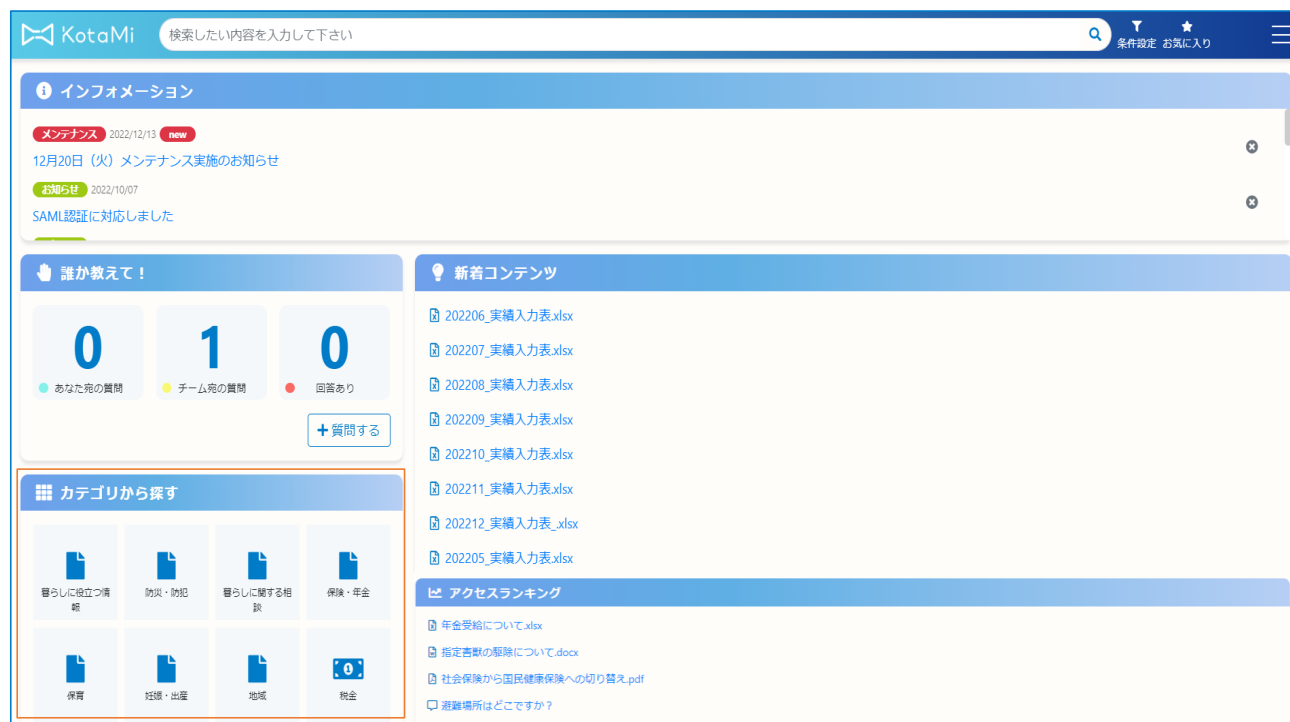 KotaMi
検索したい内容を入力して下さい
条件設定 お気に入り
インフォメーション
メンテナンス 2022/12/13 new
12月20日（火）メンテナンス実施のお知らせ
お知らせ 2022/10/07
SAML認証に対応しました
誰か教えて！
0 1 0
あなた宛の質問 チーム宛の質問 回答あり
+質問する
カテゴリから探す
暮らしに役立つ情報
防災・防犯
暮らしに関する相談
保険・年金
保育
妊娠・出産
地域
税金
新着コンテンツ
202206_実績入力表.xlsx
202207_実績入力表.xlsx
202208_実績入力表.xlsx
202209_実績入力表.xlsx
202210_実績入力表.xlsx
202211_実績入力表.xlsx
202212_実績入力表_.xlsx
202205_実績入力表.xlsx
アクセスランキング
年金受給について.xlsx
指定害獣の駆除について.docx
社会保険から国民健康保険への切り替え.pdf
避難場所はどこですか？